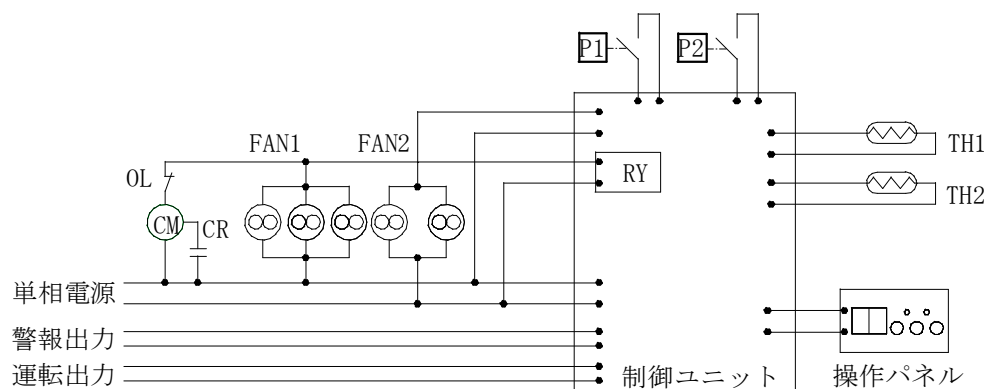 P1
P2
FAN1
FAN2
TH1
OL
RY
TH2
CM
CR
単相電源
警報出力
運転出力
制御ユニット
操作パネル